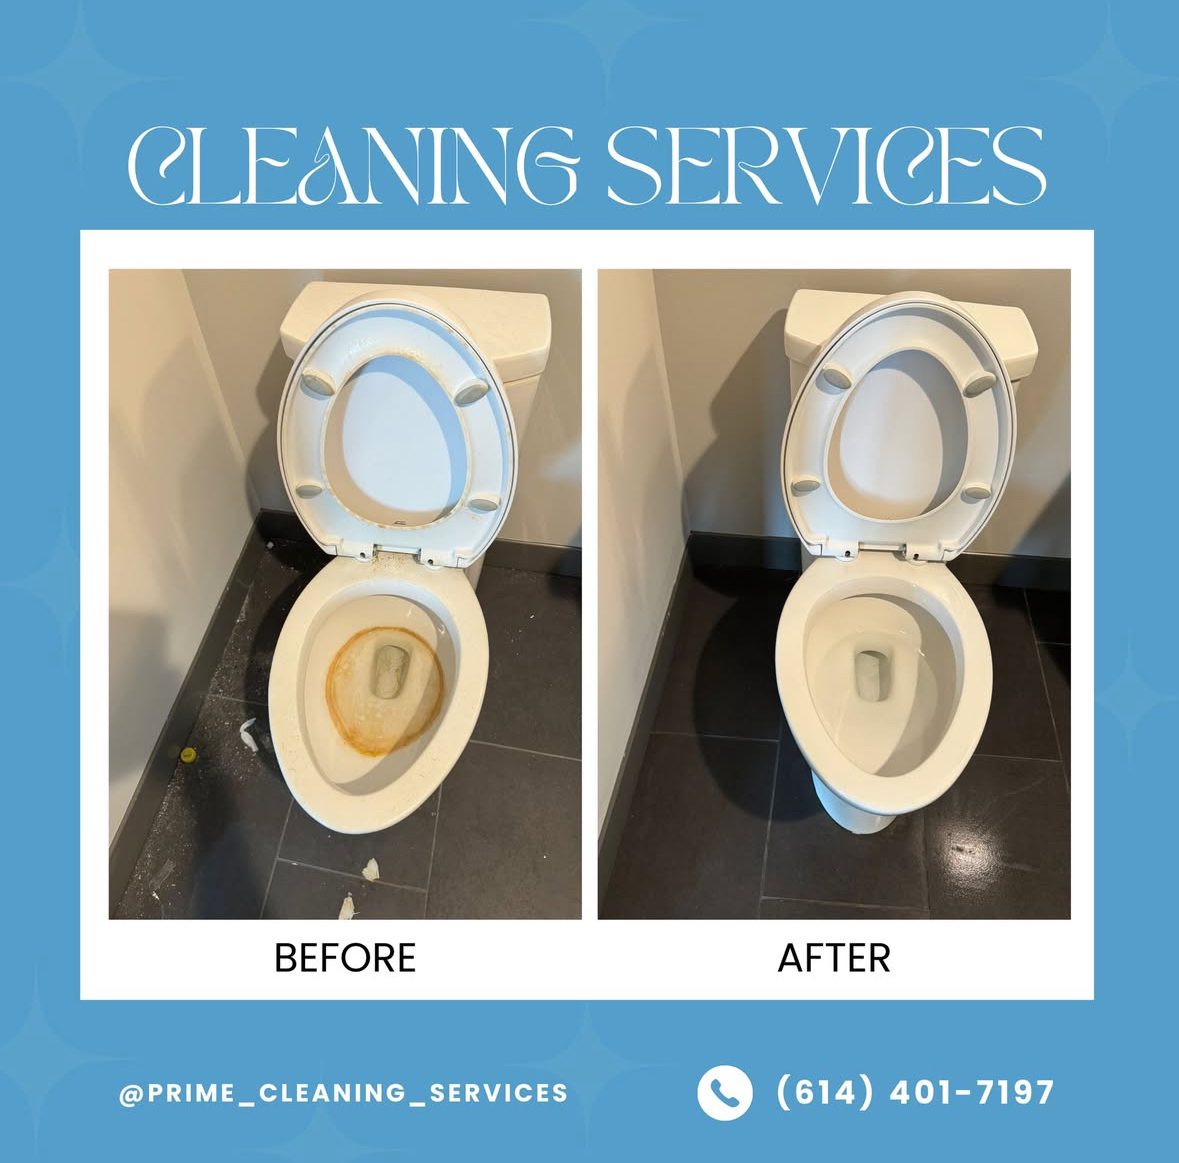 CLEANING SERVICES
BEFORE
AFTER
@PRIME_CLEANING_SERVICES
(614) 401-7197